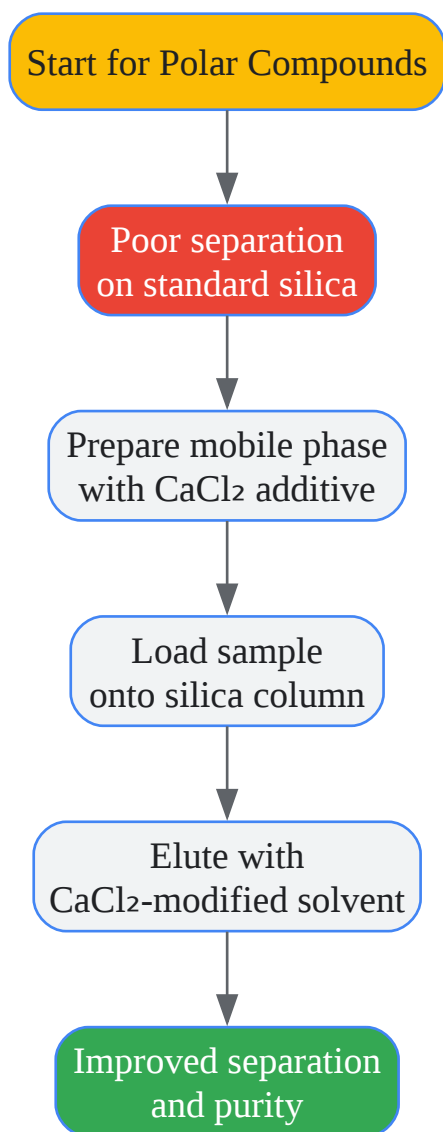 Start for Polar Compounds
Poor separation
on standard silica
Prepare mobile phase
with CaCl₂ additive
Load sample
onto silica column
Elute with
CaCl₂-modified solvent
Improved separation
and purity